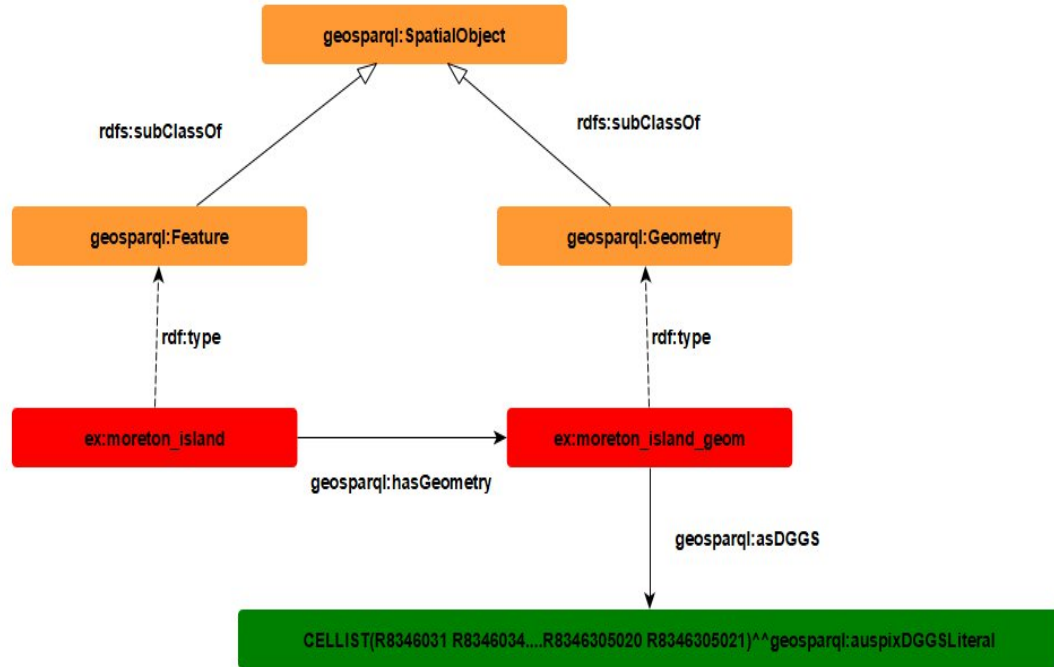 geosparql:SpatialObject
rdfs:subClassOf
rdfs:subClassOf
geosparql:Feature
geosparql:Geometry
rdf:type
rdf:type
ex:moreton_island
ex:moreton_island_geom
geosparql:hasGeometry
geosparql:asDGGS
CELLIST(R8346031 R8346034....R8346305020 R8346305021)^^geosparql:auspixDGGSLiteral